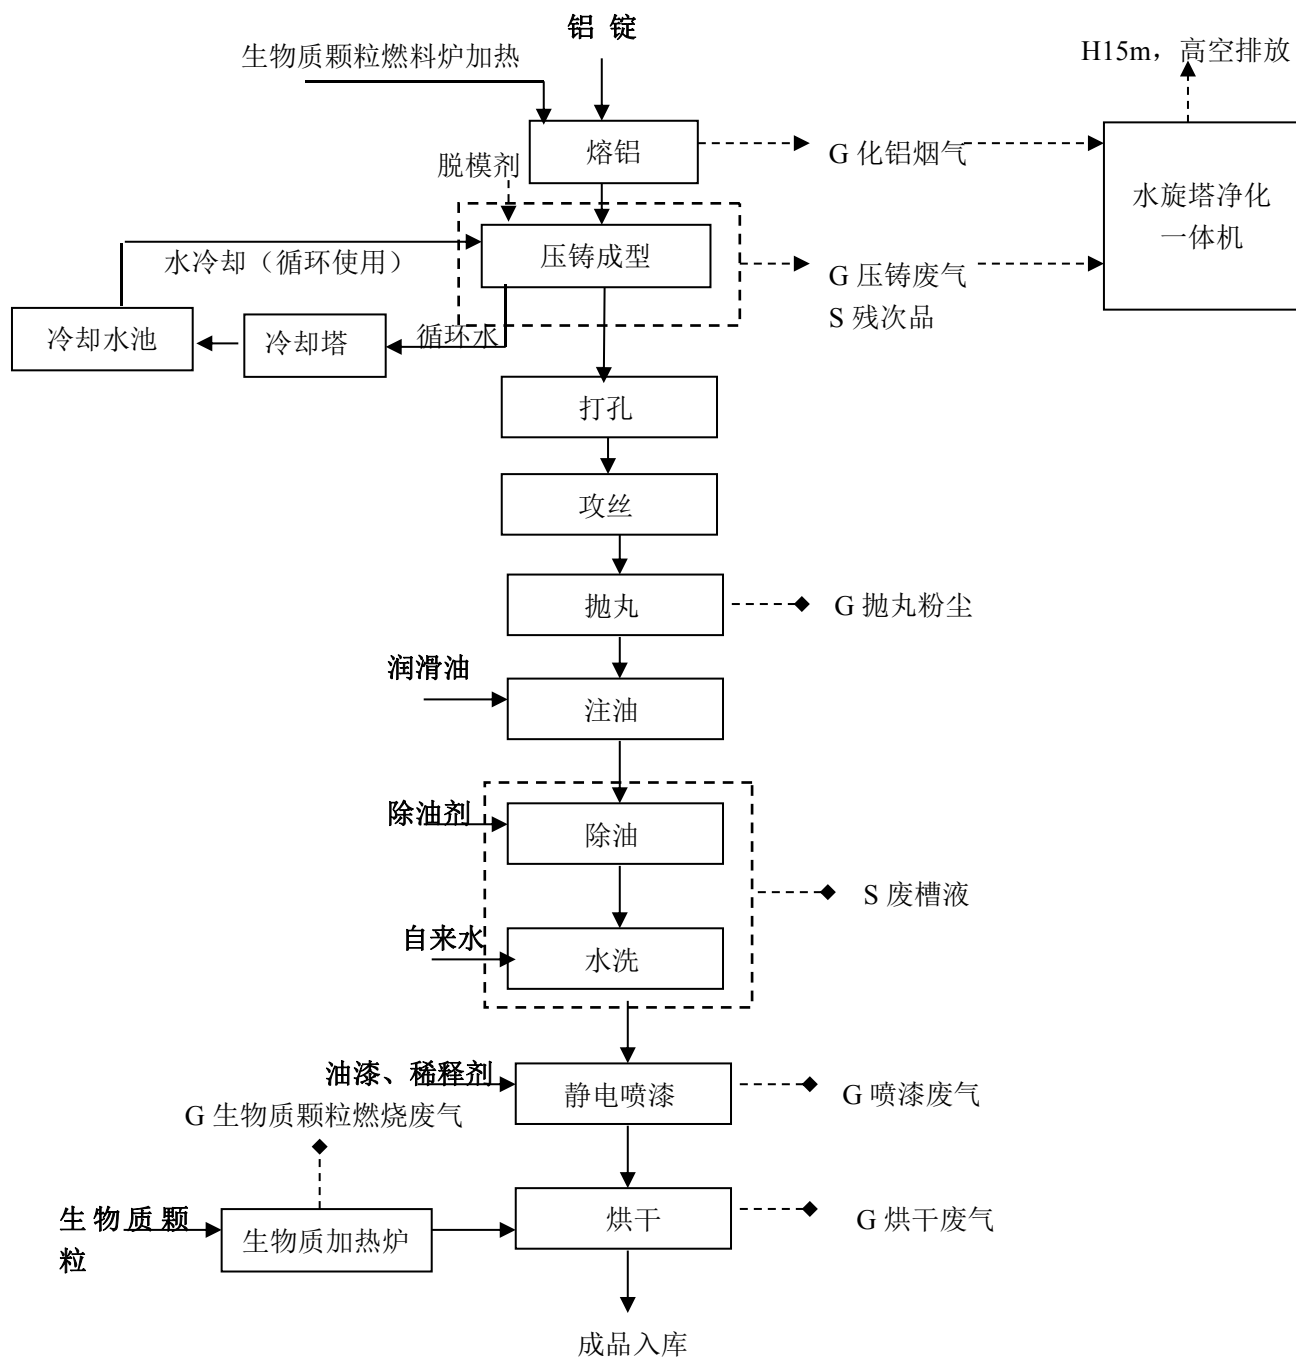 铝 锭
生物质颗粒燃料炉加热
H15m，高空排放
熔铝
G 化铝烟气
脱模剂
水旋塔净化
一体机
压铸成型
水冷却（循环使用）
G 压铸废气
S 残次品
冷却水池
冷却塔
循环水
打孔
攻丝
抛丸
G 抛丸粉尘
润滑油
注油
除油剂
除油
S 废槽液
自来水
水洗
油漆、稀释剂
静电喷漆
G 喷漆废气
G 生物质颗粒燃烧废气
生物质颗
粒
生物质加热炉
烘干
G 烘干废气
成品入库